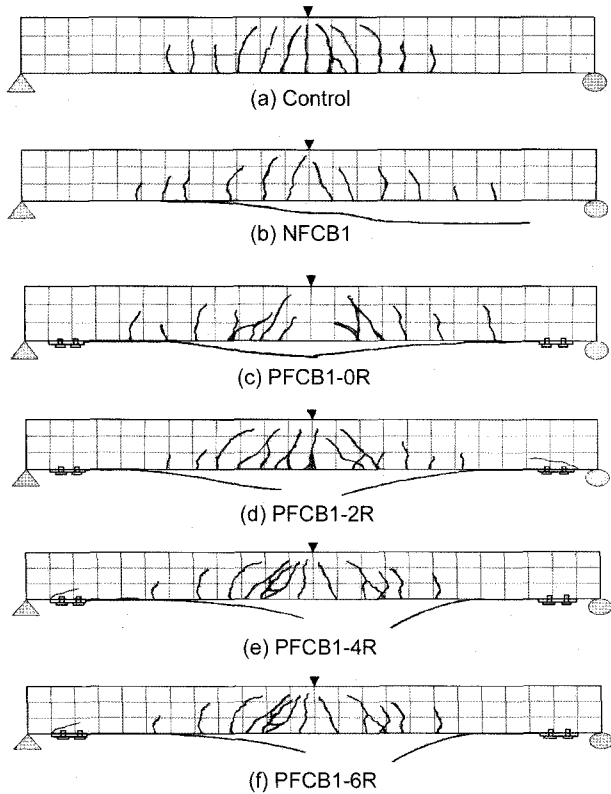 (a) Control
(b) NFCB1
(c) PFCB1-0R
(d) PFCB1-2R
(e) PFCB1-4R
(f) PFCB1-6R